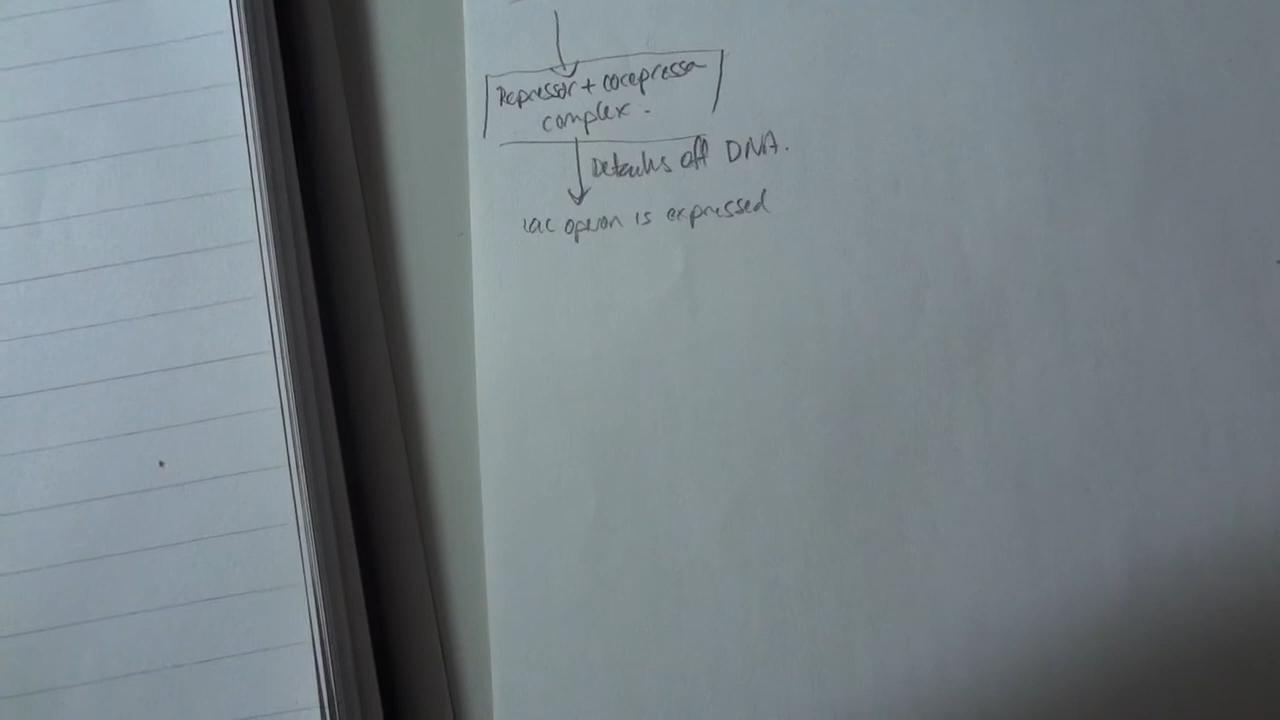 Repressor + corepressor
complex.
Detaches off DNA.
lac operon is expressed